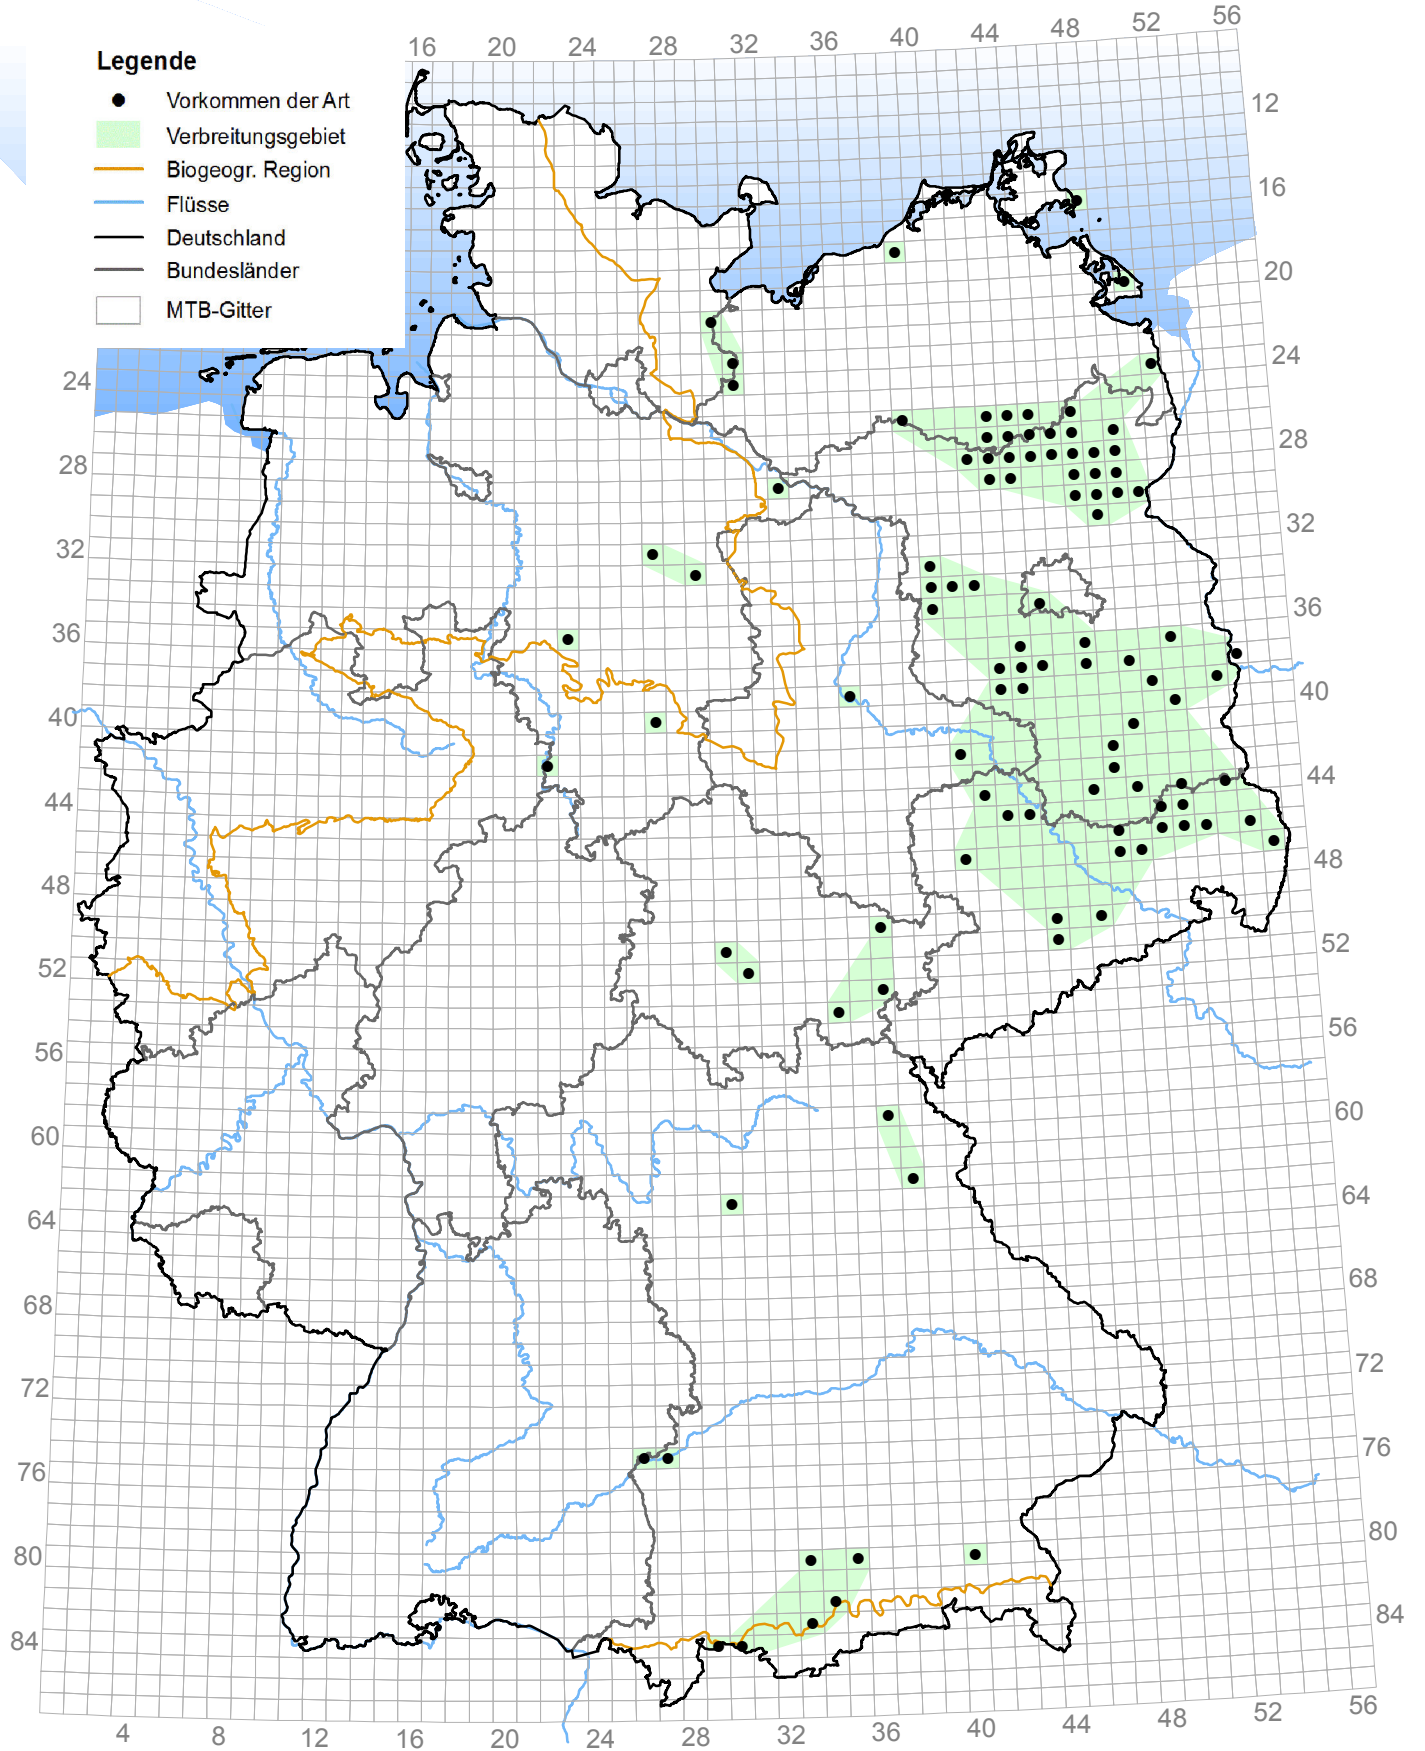 16 20 24 28 32 36 40 44 48 52 56
Legende
Vorkommen der Art
Verbreitungsgebiet
Biogeogr. Region
Flüsse
Deutschland
Bundesländer
MTB-Gitter
12
16
20
24 24
28 28
32 32
36 36
40 40
44 44
48 48
52 52
56 56
60 60
64 64
68 68
72 72
76 76
80 80
84 84
4 8 12 16 20 24 28 32 36 40 44 48 52 56